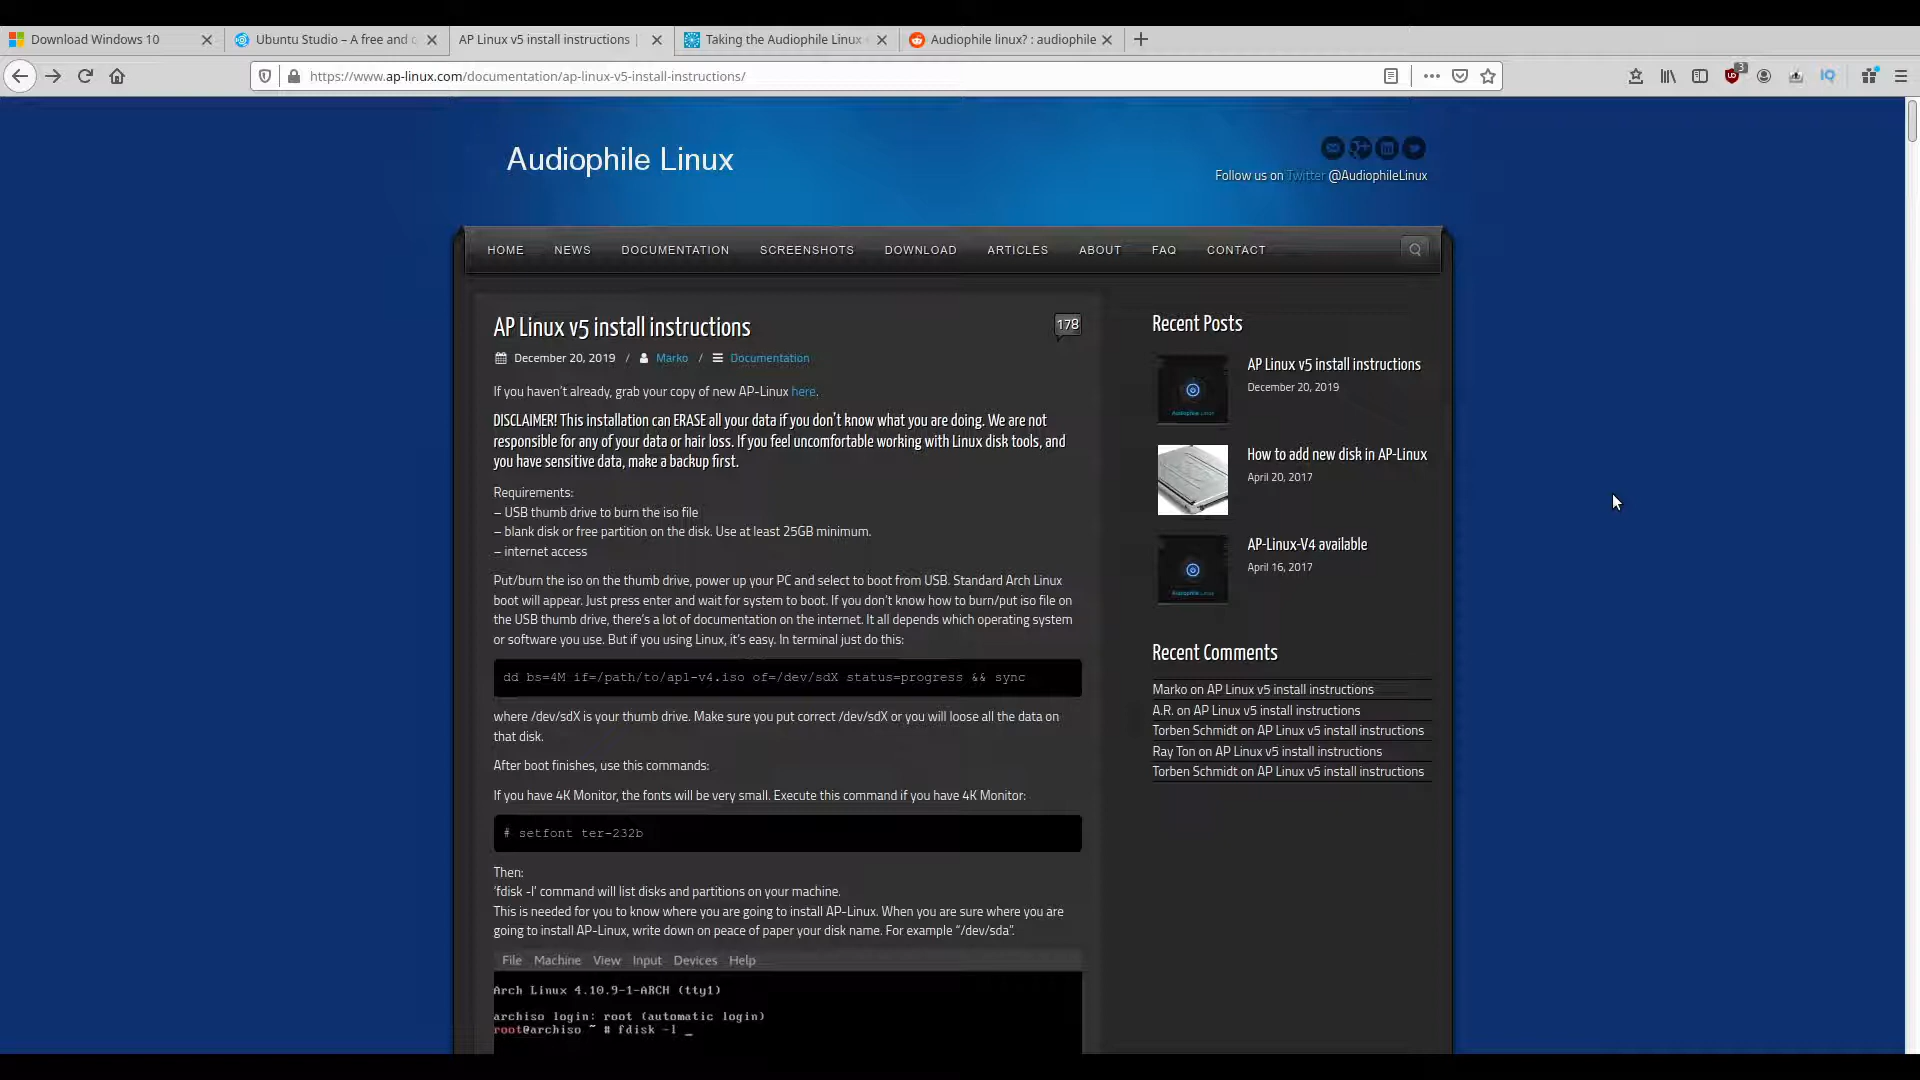 Download Windows 10
Ubuntu Studio – A free and o
AP Linux v5 install instructions |
Taking the Audiophile Linux
Audiophile linux? : audiophile
https://www.ap-linux.com/documentation/ap-linux-v5-install-instructions/
3
Audiophile Linux
Follow us on Twitter @AudiophileLinux
HOME NEWS DOCUMENTATION SCREENSHOTS DOWNLOAD ARTICLES ABOUT FAQ CONTACT
AP Linux v5 install instructions
178
December 20, 2019 / Marko / Documentation
If you haven't already, grab your copy of new AP-Linux here.
DISCLAIMER! This installation can ERASE all your data if you don't know what you are doing. We are not
responsible for any of your data or hair loss. If you feel uncomfortable working with Linux disk tools, and
you have sensitive data, make a backup first.
Requirements:
– USB thumb drive to burn the iso file
– blank disk or free partition on the disk. Use at least 25GB minimum.
– internet access
Put/burn the iso on the thumb drive, power up your PC and select to boot from USB. Standard Arch Linux
boot will appear. Just press enter and wait for system to boot. If you don't know how to burn/put iso file on
the USB thumb drive, there's a lot of documentation on the internet. It all depends which operating system
or software you use. But if you using Linux, it's easy. In terminal just do this:
dd bs=4M if=/path/to/apl-v4.iso of=/dev/sdX status=progress && sync
where /dev/sdX is your thumb drive. Make sure you put correct /dev/sdX or you will loose all the data on
that disk.
After boot finishes, use this commands:
If you have 4K Monitor, the fonts will be very small. Execute this command if you have 4K Monitor:
# setfont ter-232b
Then:
'fdisk -l' command will list disks and partitions on your machine.
This is needed for you to know where you are going to install AP-Linux. When you are sure where you are
going to install AP-Linux, write down on peace of paper your disk name. For example "/dev/sda".
File Machine View Input Devices Help
Arch Linux 4.10.9-1-ARCH (tty1)
archiso login: root (automatic login)
root@archiso ~ # fdisk -l _
Recent Posts
AP Linux v5 install instructions
December 20, 2019
Audiophile Linux
How to add new disk in AP-Linux
April 20, 2017
AP-Linux-V4 available
April 16, 2017
Audiophile Linux
Recent Comments
Marko on AP Linux v5 install instructions
A.R. on AP Linux v5 install instructions
Torben Schmidt on AP Linux v5 install instructions
Ray Ton on AP Linux v5 install instructions
Torben Schmidt on AP Linux v5 install instructions